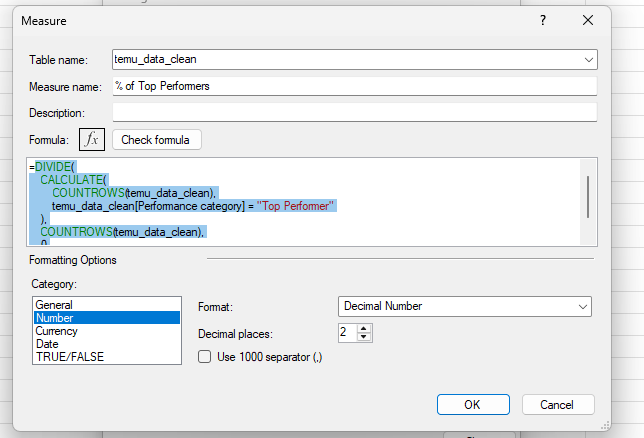 Measure
?
Table name:
temu_data_clean
Measure name:
% of Top Performers
Description:
Formula:
fx
Check formula
=DIVIDE(
CALCULATE(
COUNTROWS(temu_data_clean),
temu_data_clean[Performance category] = "Top Performer"
),
COUNTROWS(temu_data_clean),
Formatting Options
Category:
General
Number
Currency
Date
TRUE/FALSE
Format:
Decimal Number
Decimal places:
2
Use 1000 separator (,)
OK
Cancel